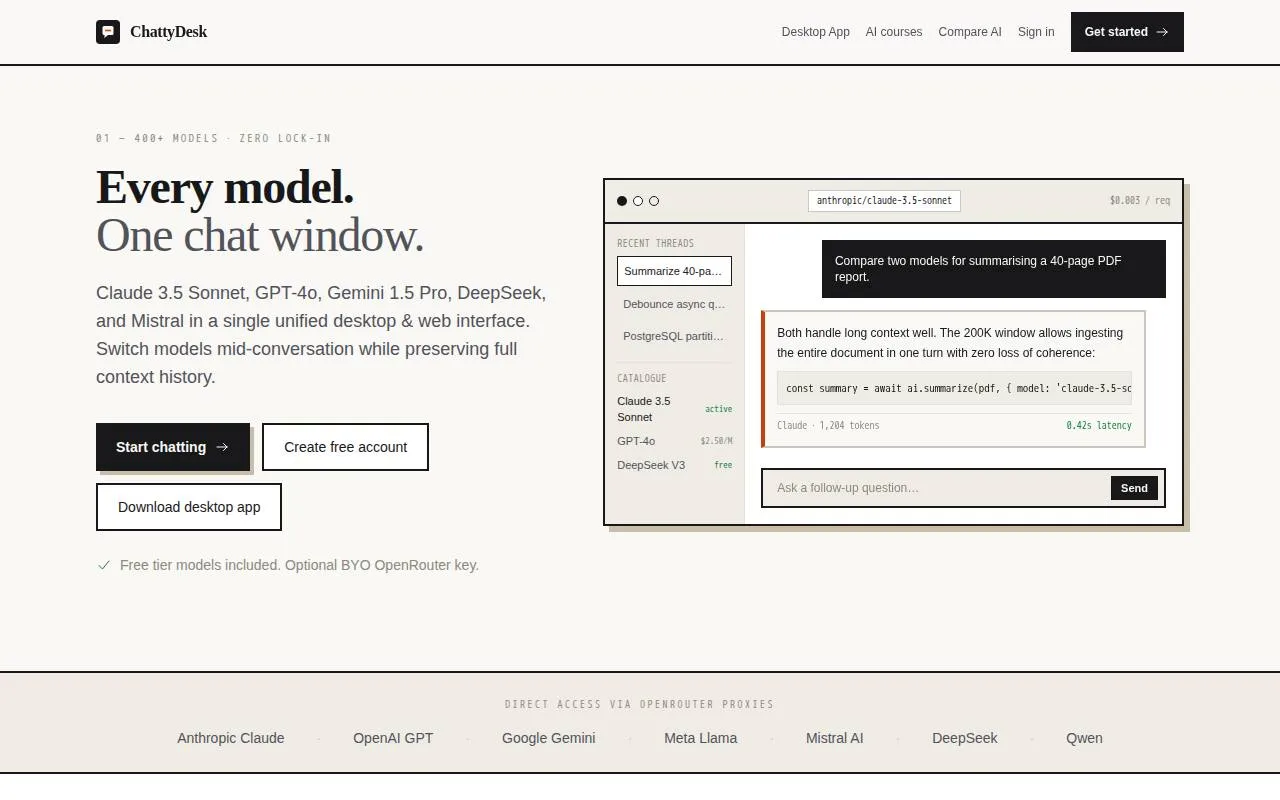 ChattyDesk
Desktop App
AI courses
Compare AI
Sign in
Get started
01 — 400+ MODELS · ZERO LOCK-IN
Every model.
One chat window.
Claude 3.5 Sonnet, GPT-4o, Gemini 1.5 Pro, DeepSeek,
and Mistral in a single unified desktop & web interface.
Switch models mid-conversation while preserving full
context history.
Start chatting
Create free account
Download desktop app
Free tier models included. Optional BYO OpenRouter key.
anthropic/claude-3.5-sonnet
$0.003 / req
RECENT THREADS
Summarize 40-pa…
Debounce async q…
PostgreSQL partiti…
CATALOGUE
Claude 3.5
Sonnet
active
GPT-4o
$2.50/M
DeepSeek V3
free
Compare two models for summarising a 40-page PDF
report.
Both handle long context well. The 200K window allows ingesting
the entire document in one turn with zero loss of coherence:
const summary = await ai.summarize(pdf, { model: 'claude-3.5-so
Claude · 1,204 tokens
0.42s latency
Ask a follow-up question…
Send
DIRECT ACCESS VIA OPENROUTER PROXIES
Anthropic Claude · OpenAI GPT · Google Gemini · Meta Llama · Mistral AI · DeepSeek · Qwen